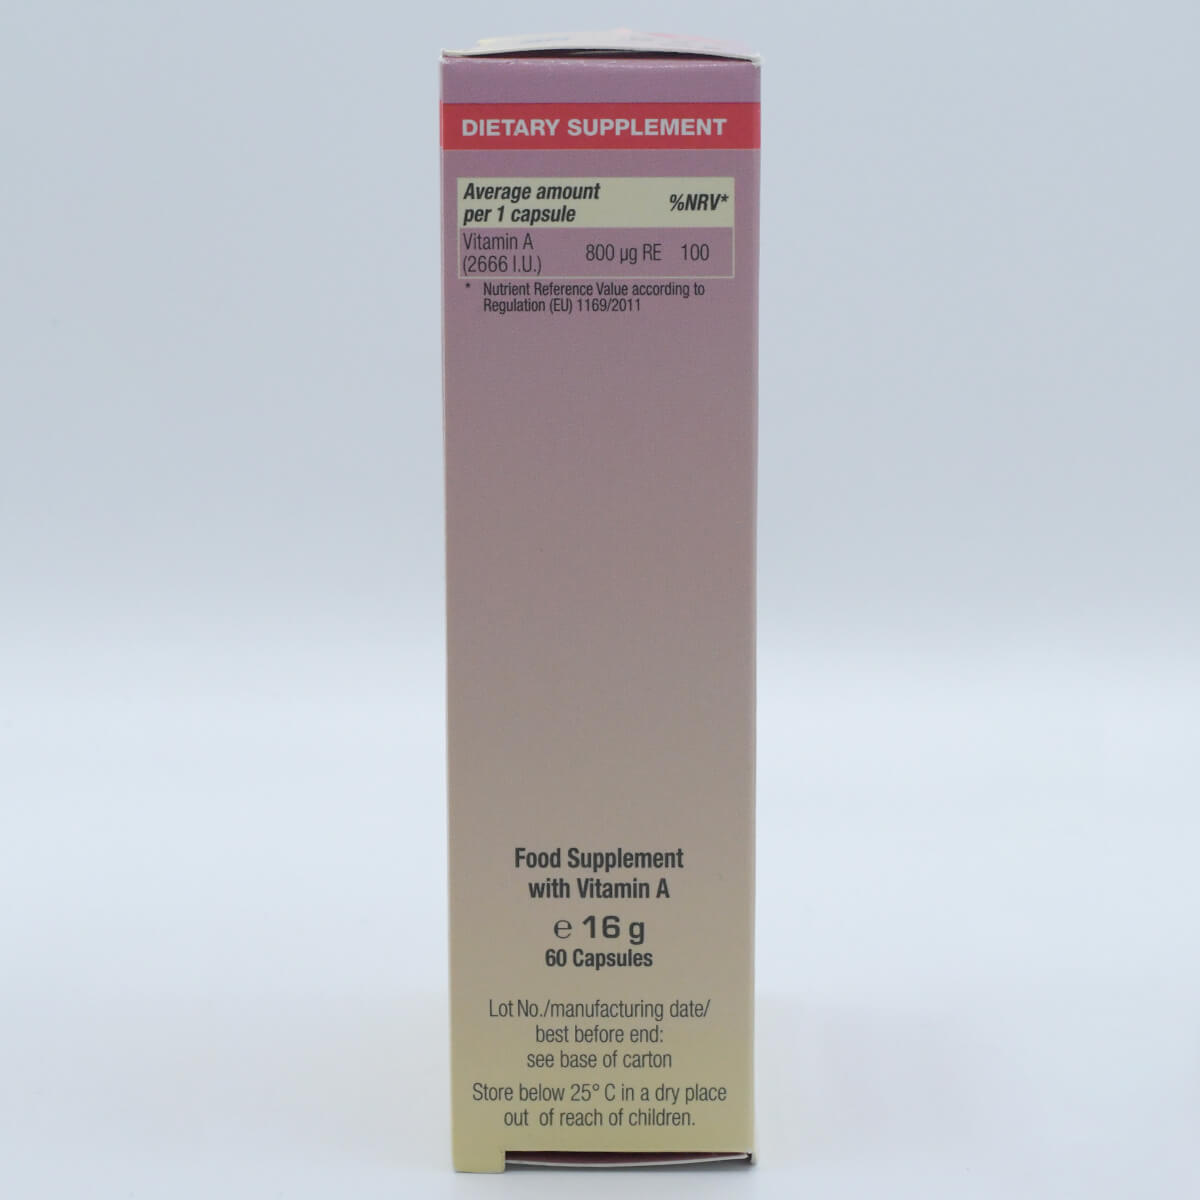 DIETARY SUPPLEMENT
Average amount
per 1 capsule
%NRV*
Vitamin A
(2666 I.U.)
800 µg RE 100
* Nutrient Reference Value according to
Regulation (EU) 1169/2011
Food Supplement
with Vitamin A
℮ 16 g
60 Capsules
Lot No./manufacturing date/
best before end:
see base of carton
Store below 25° C in a dry place
out of reach of children.